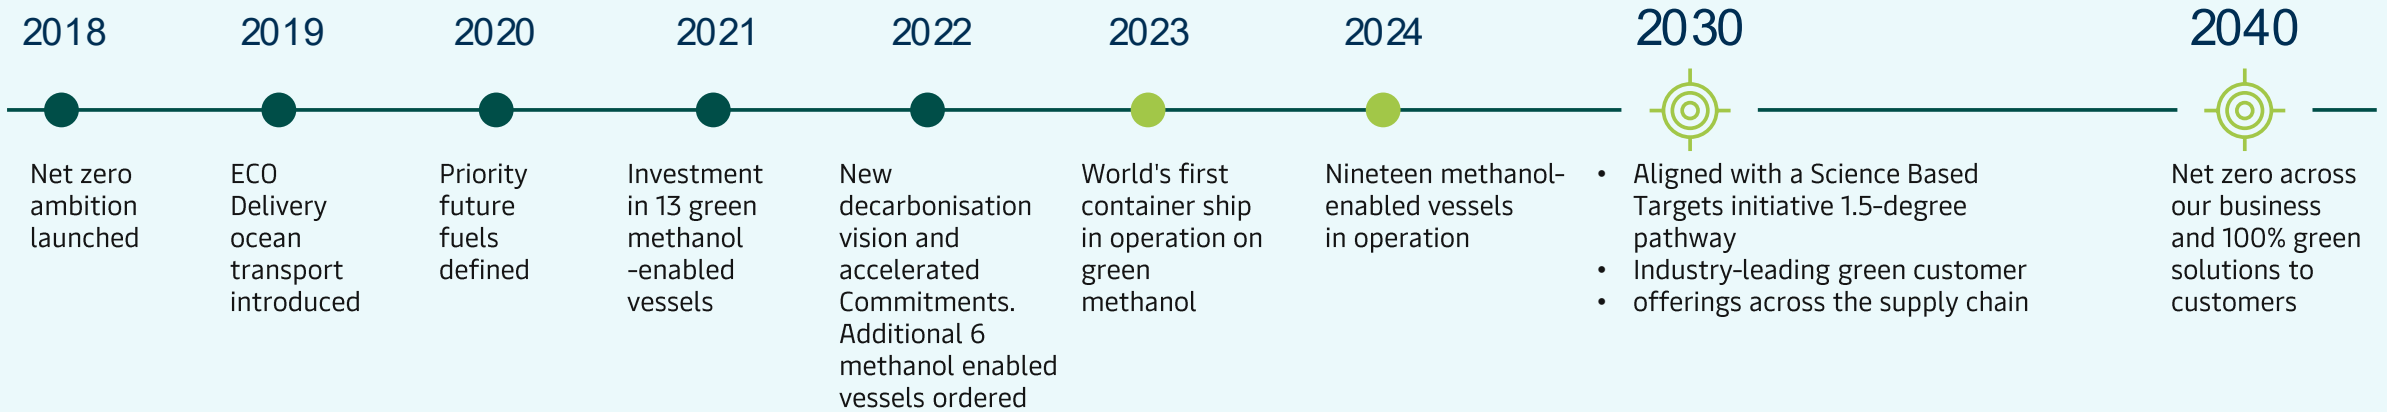 2018
2019
2020
2021
2022
2023
2024
2030
2040
Net zero
ambition
launched
ECO
Delivery
ocean
transport
introduced
Priority
future
fuels
defined
Investment
in 13 green
methanol
-enabled
vessels
New
decarbonisation
vision and
accelerated
Commitments.
Additional 6
methanol enabled
vessels ordered
World's first
container ship
in operation on
green
methanol
Nineteen methanol-
enabled vessels
in operation
• Aligned with a Science Based
Targets initiative 1.5-degree
pathway
• Industry-leading green customer
• offerings across the supply chain
Net zero across
our business
and 100% green
solutions to
customers